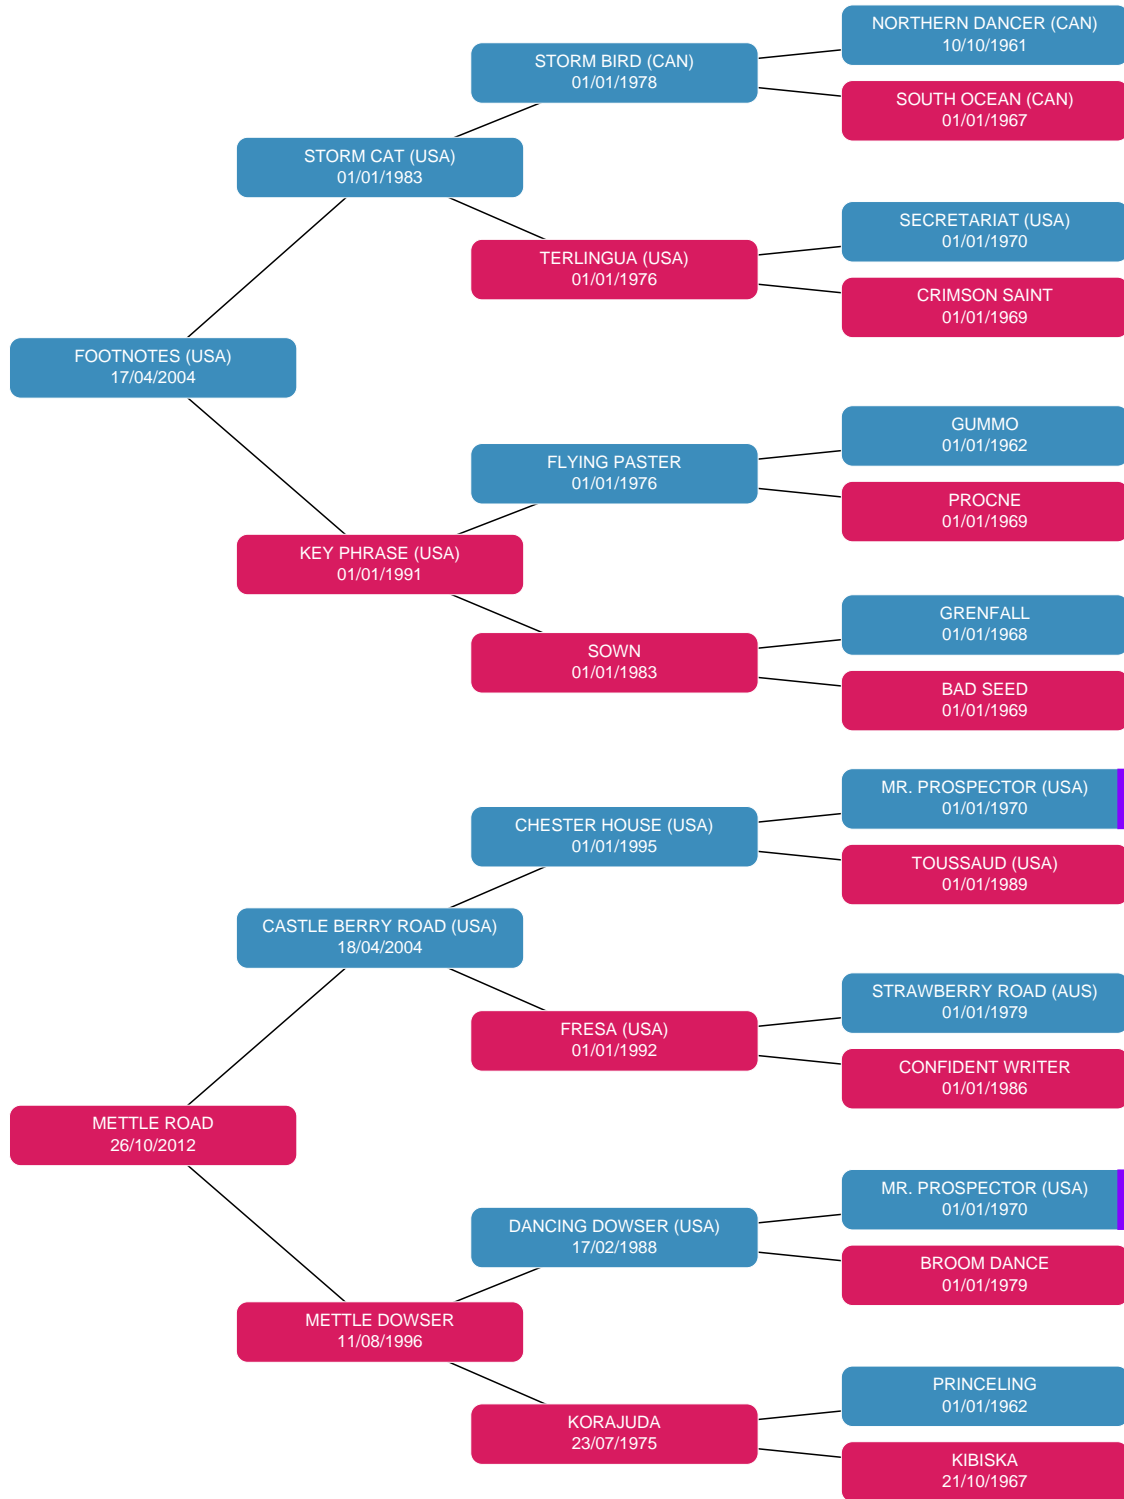 NORTHERN DANCER (CAN)
10/10/1961
STORM BIRD (CAN)
01/01/1978
SOUTH OCEAN (CAN)
01/01/1967
STORM CAT (USA)
01/01/1983
SECRETARIAT (USA)
01/01/1970
TERLINGUA (USA)
01/01/1976
CRIMSON SAINT
01/01/1969
FOOTNOTES (USA)
17/04/2004
GUMMO
01/01/1962
FLYING PASTER
01/01/1976
PROCNE
01/01/1969
KEY PHRASE (USA)
01/01/1991
GRENFALL
01/01/1968
SOWN
01/01/1983
BAD SEED
01/01/1969
MR. PROSPECTOR (USA)
01/01/1970
CHESTER HOUSE (USA)
01/01/1995
TOUSSAUD (USA)
01/01/1989
CASTLE BERRY ROAD (USA)
18/04/2004
STRAWBERRY ROAD (AUS)
01/01/1979
FRESA (USA)
01/01/1992
CONFIDENT WRITER
01/01/1986
METTLE ROAD
26/10/2012
MR. PROSPECTOR (USA)
01/01/1970
DANCING DOWSER (USA)
17/02/1988
BROOM DANCE
01/01/1979
METTLE DOWSER
11/08/1996
PRINCELING
01/01/1962
KORAJUDA
23/07/1975
KIBISKA
21/10/1967